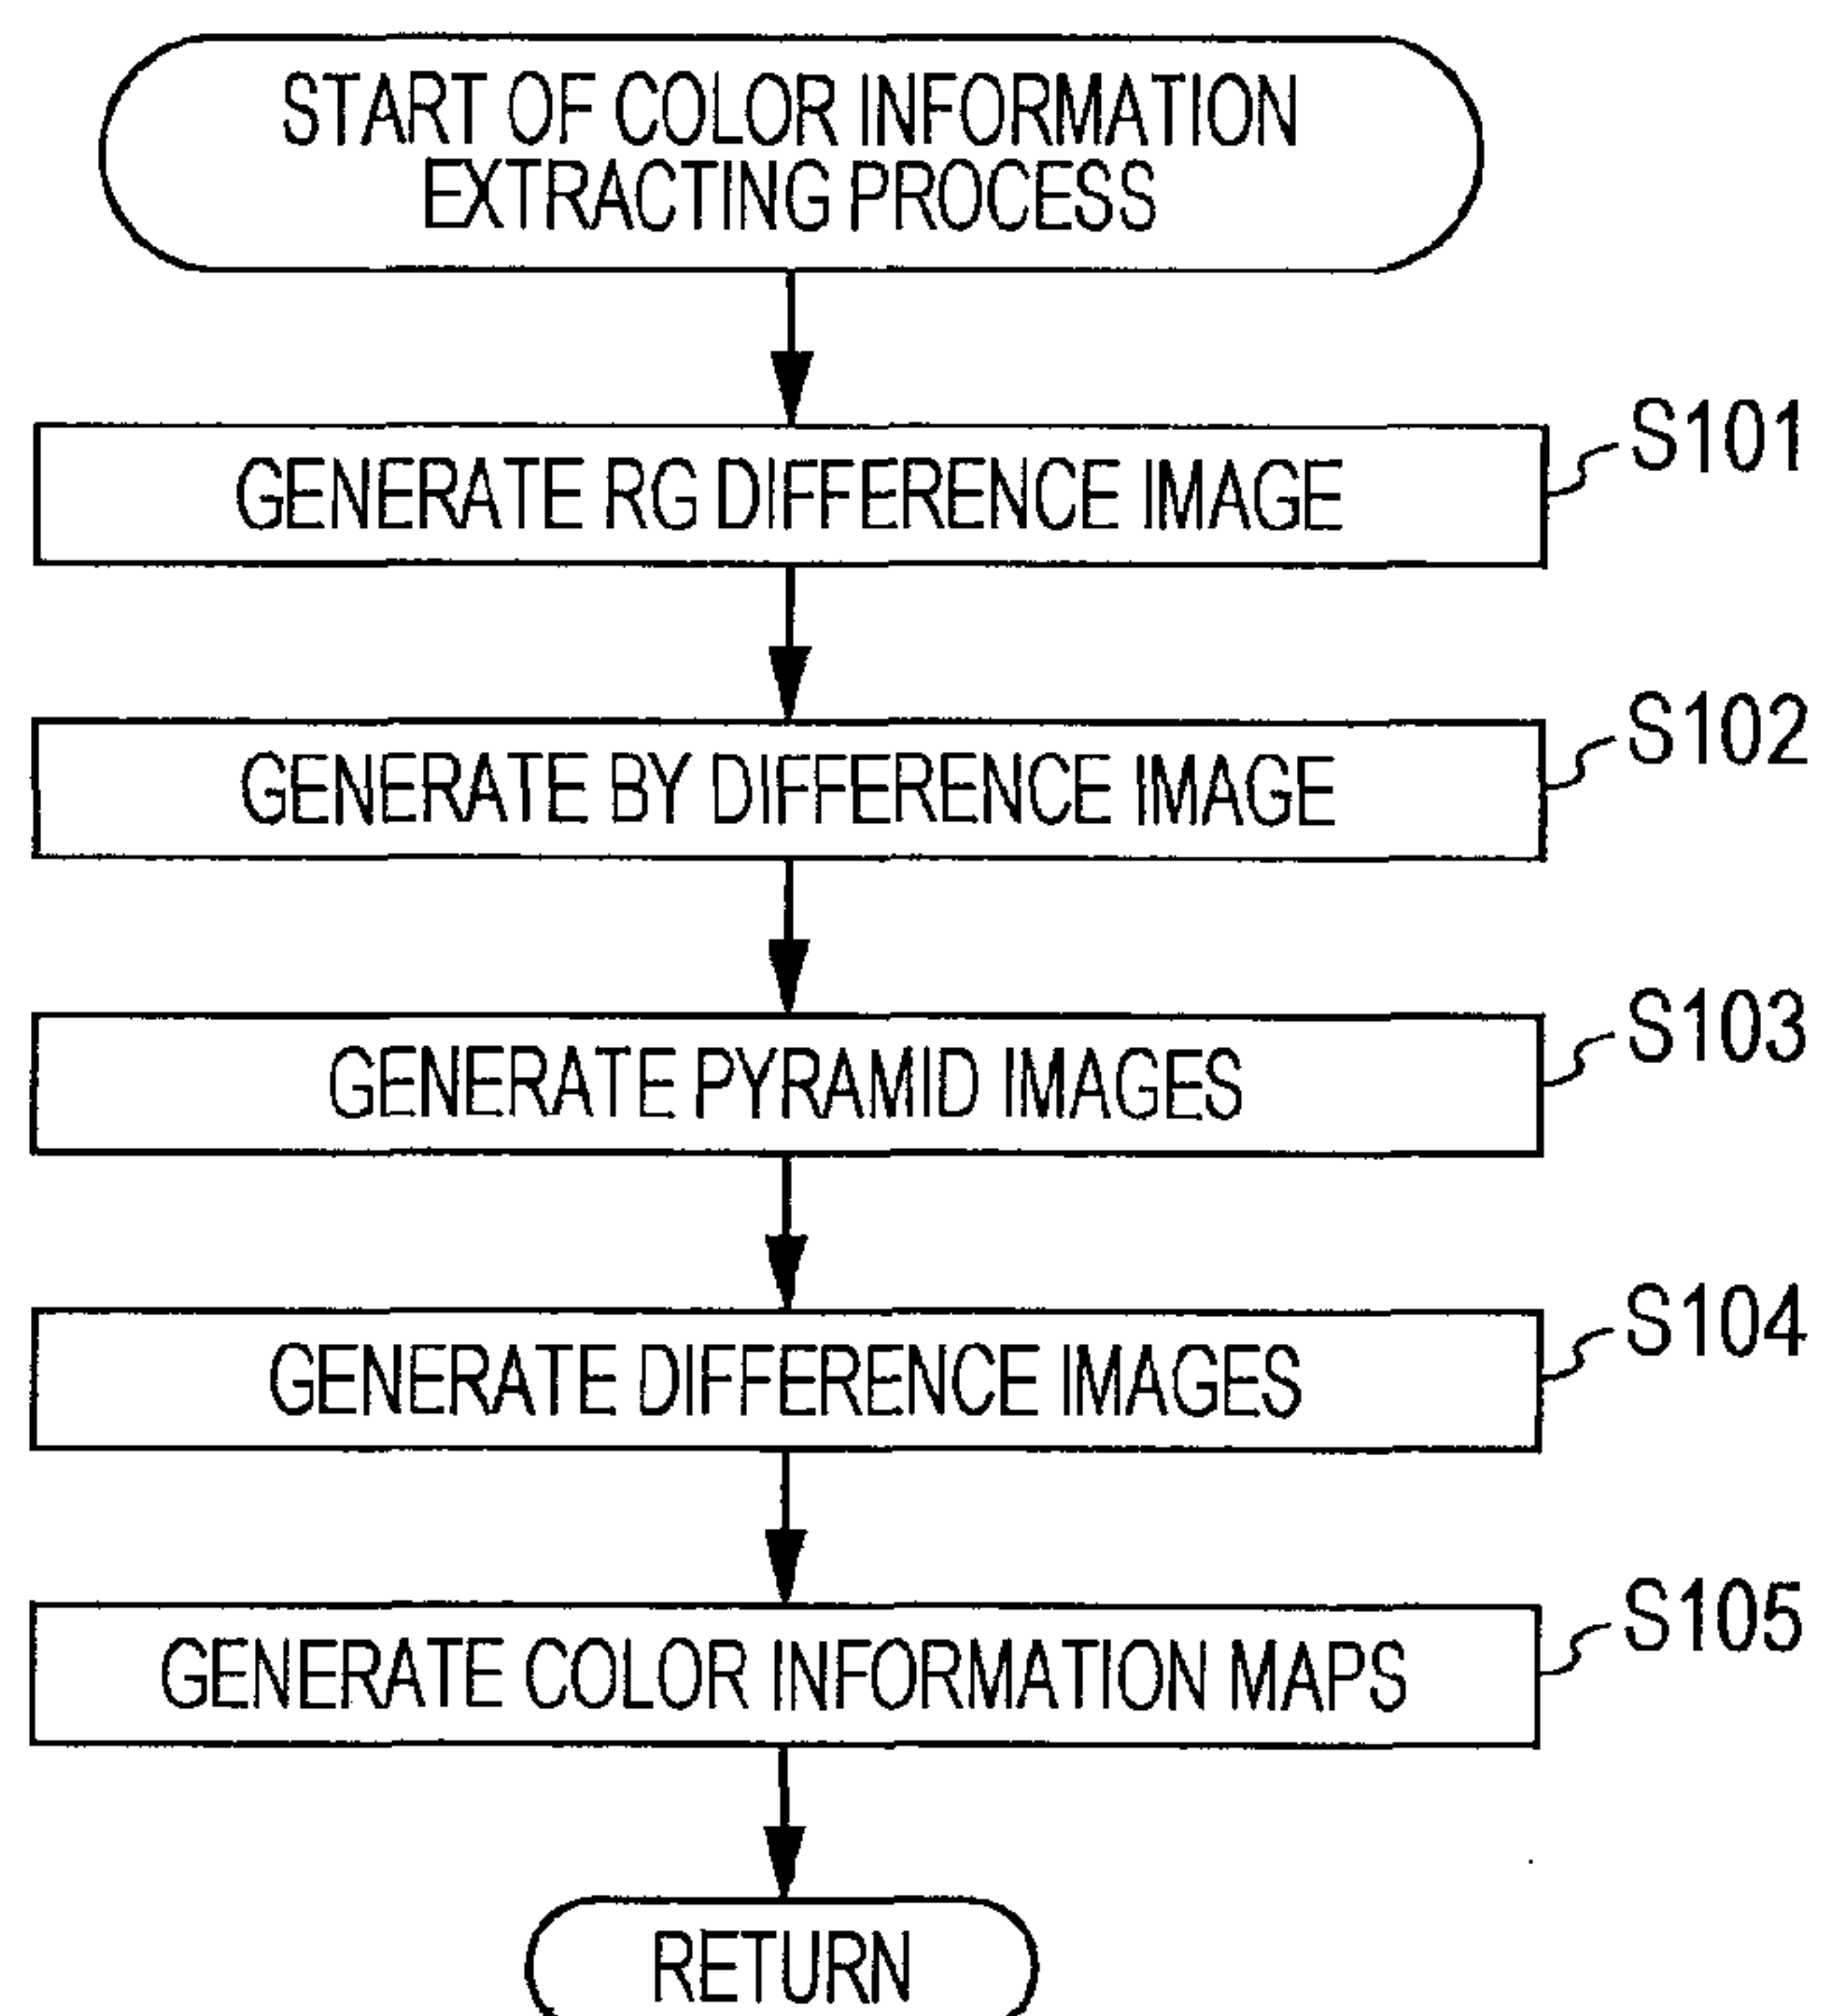 START OF COLOR INFORMATION
EXTRACTING PROCESS
S101
GENERATE RG DIFFERENCE IMAGE
S102
GENERATE BY DIFFERENCE IMAGE
S103
GENERATE PYRAMID IMAGES
S104
GENERATE DIFFERENCE IMAGES
S105
GENERATE COLOR INFORMATION MAPS
RETURN